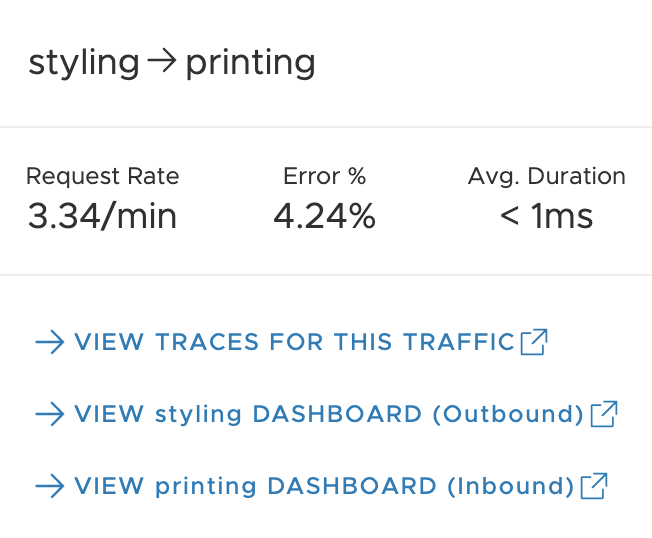 styling → printing
Request Rate Error % Avg. Duration
3.34/min 4.24% < 1ms
→ VIEW TRACES FOR THIS TRAFFIC
→ VIEW styling DASHBOARD (Outbound)
→ VIEW printing DASHBOARD (Inbound)